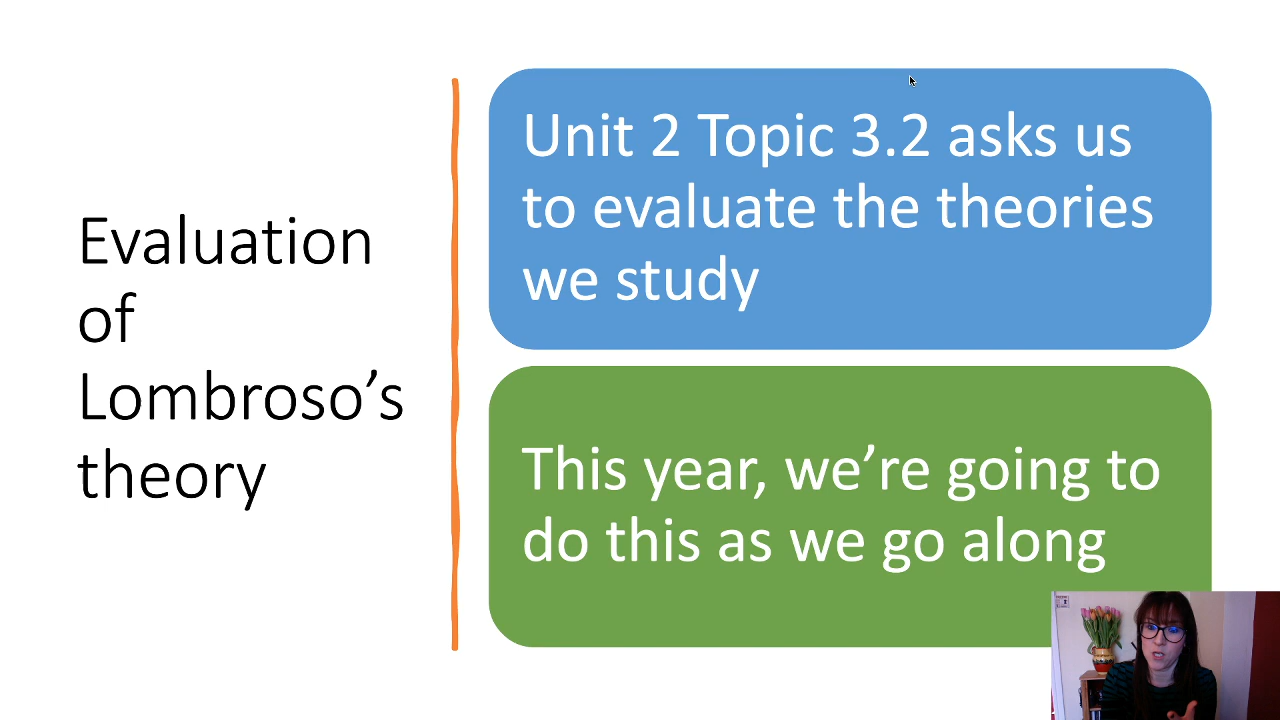 Evaluation
of
Lombroso’s
theory
Unit 2 Topic 3.2 asks us
to evaluate the theories
we study
This year, we’re going to
do this as we go along